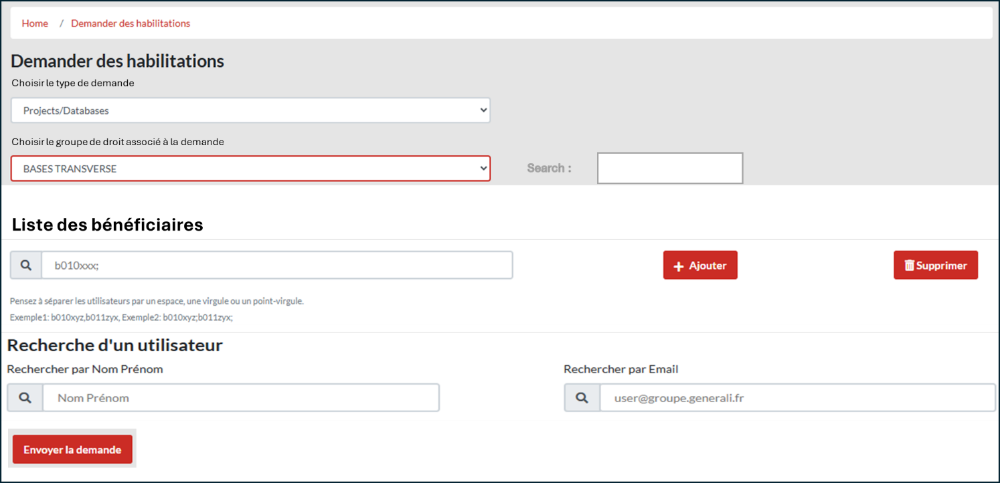 Home / Demander des habilitations
Demander des habilitations
Choisir le type de demande
Projects/Databases
Choisir le groupe de droit associé à la demande
BASES TRANSVERSE
Search :
Liste des bénéficiaires
b010xxx;
Ajouter
Supprimer
Pensez à séparer les utilisateurs par un espace, une virgule ou un point-virgule.
Exemple1: b010xyz,b011zyx, Exemple2: b010xyz;b011zyx;
Recherche d'un utilisateur
Rechercher par Nom Prénom
Rechercher par Email
Nom Prénom
user@groupe.generali.fr
Envoyer la demande